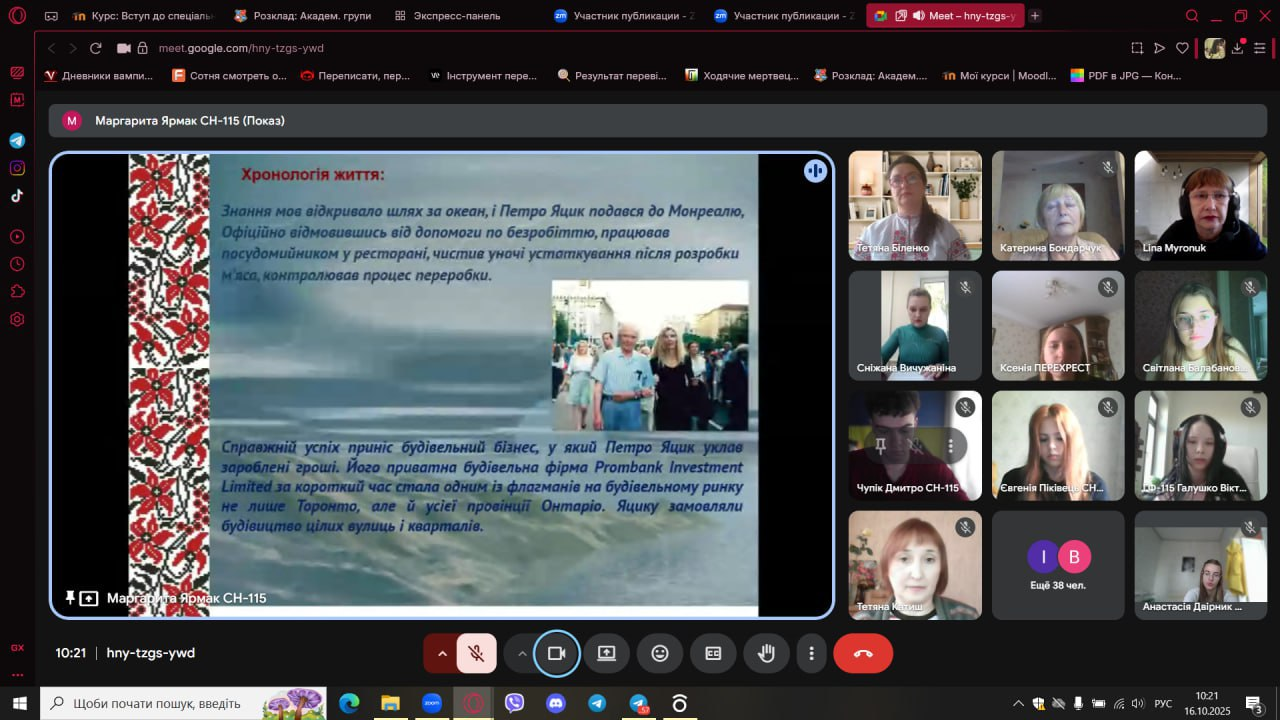 Курс: Вступ до спеціаль
Розклад: Академ. групи
Экспресс-панель
Участник публикации - Z
Участник публикации - Z
Meet – hny-tzgs-y
meet.google.com/hny-tzgs-ywd
Дневники вампи...
Сотня смотреть о...
Переписати, пер...
Інструмент пере...
Результат переві...
Ходячие мертвец...
Розклад: Академ....
Мої курси | Moodl...
PDF в JPG — Кон...
М
Маргарита Ярмак СН-115 (Показ)
Хронологія життя:
Знання мов відкривало шлях за океан, і Петро Яцик подався до Монреалю,
Офіційно відмовившись від допомоги по безробіттю, працював
посудомийником у ресторані, чистив уночі устаткування після розробки
м'яса, контролював процес переробки.
Справжній успіх приніс будівельний бізнес, у який Петро Яцик уклав
зароблені гроші. Його приватна будівельна фірма Prombank Investment
Limited за короткий час стала одним із флагманів на будівельному ринку
не лише Торонто, але й усієї провінції Онтаріо. Яцику замовляли
будівицтво цілих вулиць і кварталів.
Маргарита Ярмак СН-115
Тетяна Біленко
Катерина Бондарчук
Lina Myronuk
Сніжана Вичужаніна
Ксенія ПЕРЕХРЕСТ
Світлана Балабанов...
Чупік Дмитро СН-115
Євгенія Піківець СН...
ДФ-115 Галушко Вікт...
Тетяна Катиш
І В
Ещё 38 чел.
Анастасія Двірник ...
10:21 | hny-tzgs-ywd
GX
Щоби почати пошук, введіть
57
РУС
10:21
16.10.2025
3